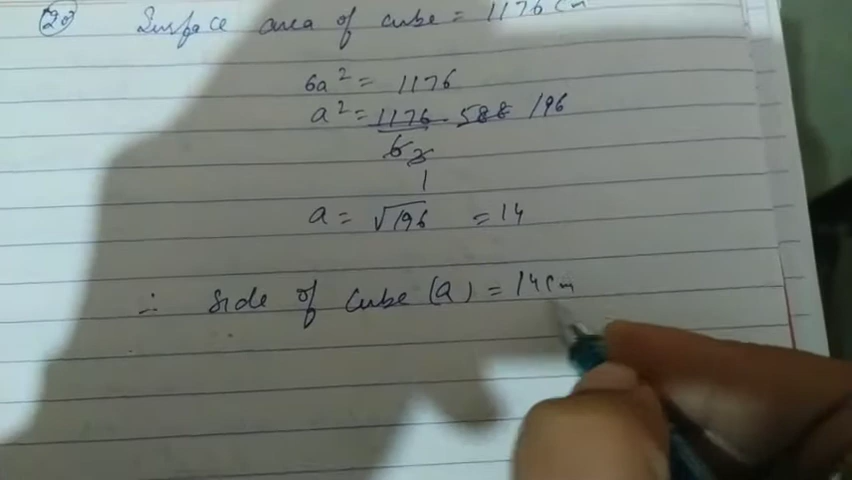 20 Surface area of cube = 1176 cm
6a² = 1176
a² = 1176 588 196
6 3
1
a = √196 = 14
∴ Side of Cube (a) = 14cm